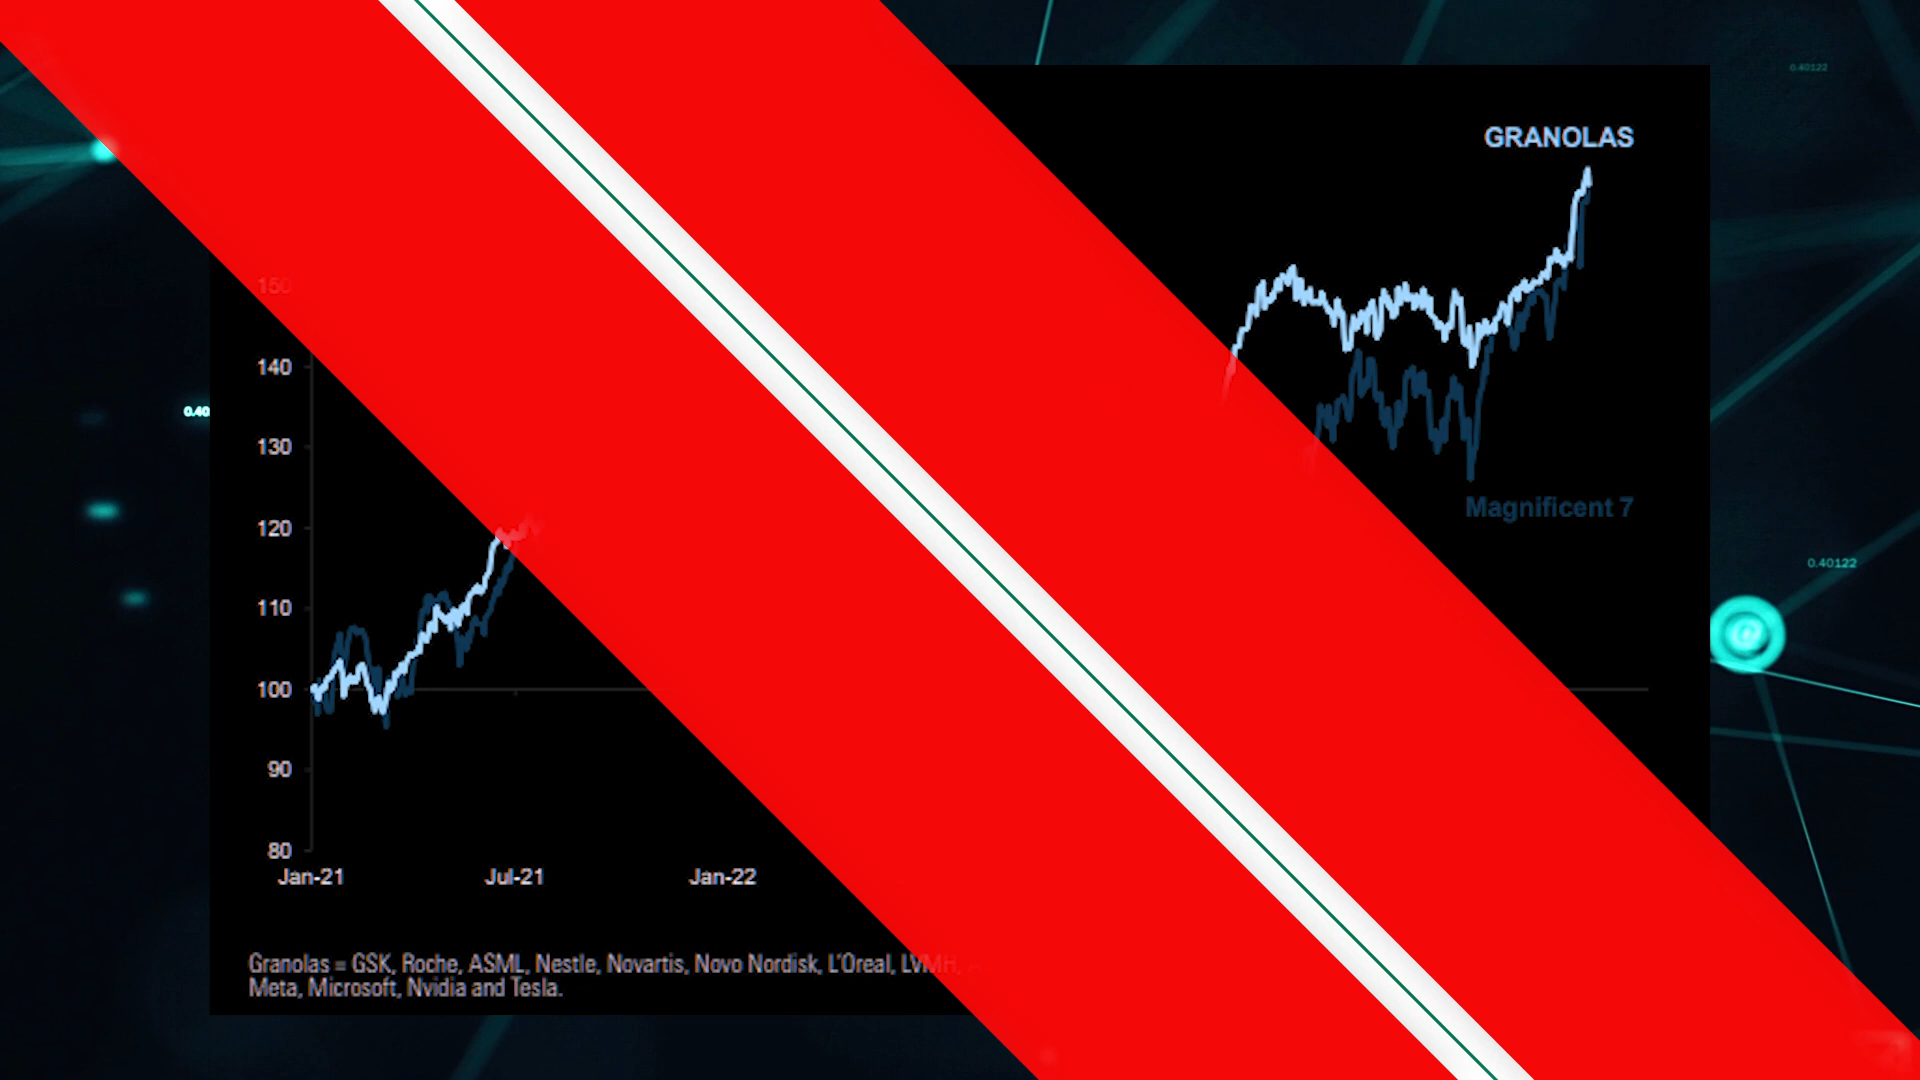 0.40122
GRANOLAS
150
140
0.40
130
Magnificent 7
120
0.40122
110
100
90
80
Jan-21 Jul-21 Jan-22
Granolas = GSK, Roche, ASML, Nestle, Novartis, Novo Nordisk, L'Oreal, LVMH,
Meta, Microsoft, Nvidia and Tesla.